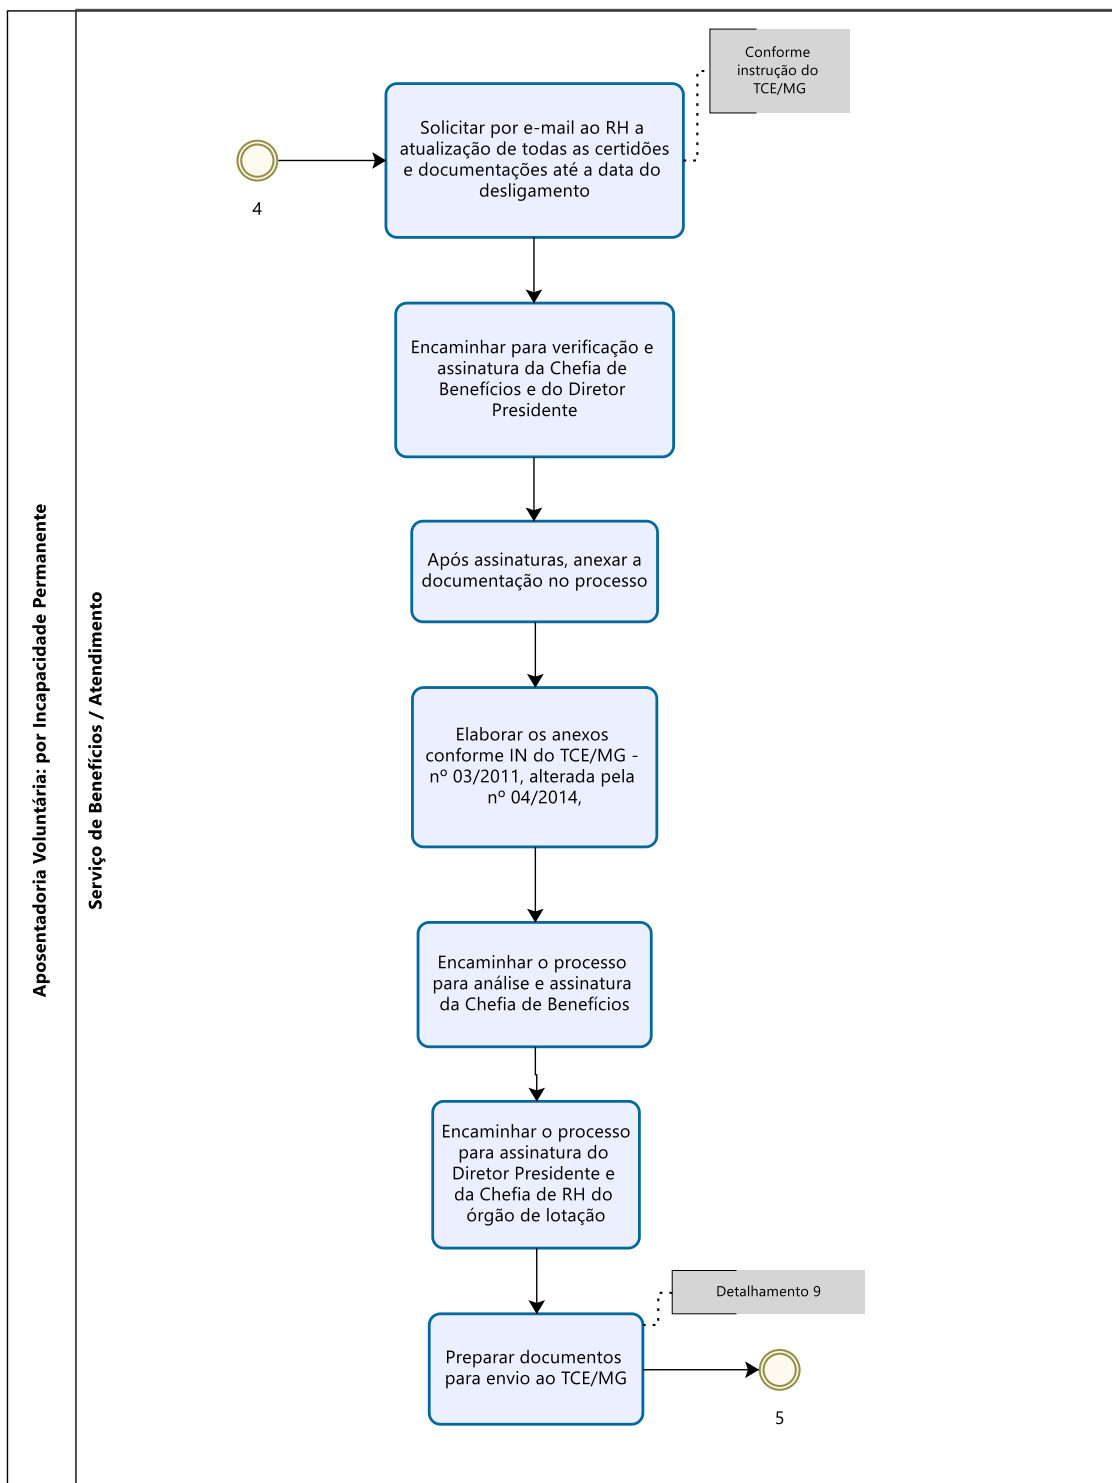 Aposentadoria Voluntária: por Incapacidade Permanente
Serviço de Benefícios / Atendimento
Conforme
instrução do
TCE/MG
Solicitar por e-mail ao RH a
atualização de todas as certidões
e documentações até a data do
desligamento
4
Encaminhar para verificação e
assinatura da Chefia de
Benefícios e do Diretor
Presidente
Após assinaturas, anexar a
documentação no processo
Elaborar os anexos
conforme IN do TCE/MG -
nº 03/2011, alterada pela
nº 04/2014,
Encaminhar o processo
para análise e assinatura
da Chefia de Benefícios
Encaminhar o processo
para assinatura do
Diretor Presidente e
da Chefia de RH do
órgão de lotação
Detalhamento 9
Preparar documentos
para envio ao TCE/MG
5